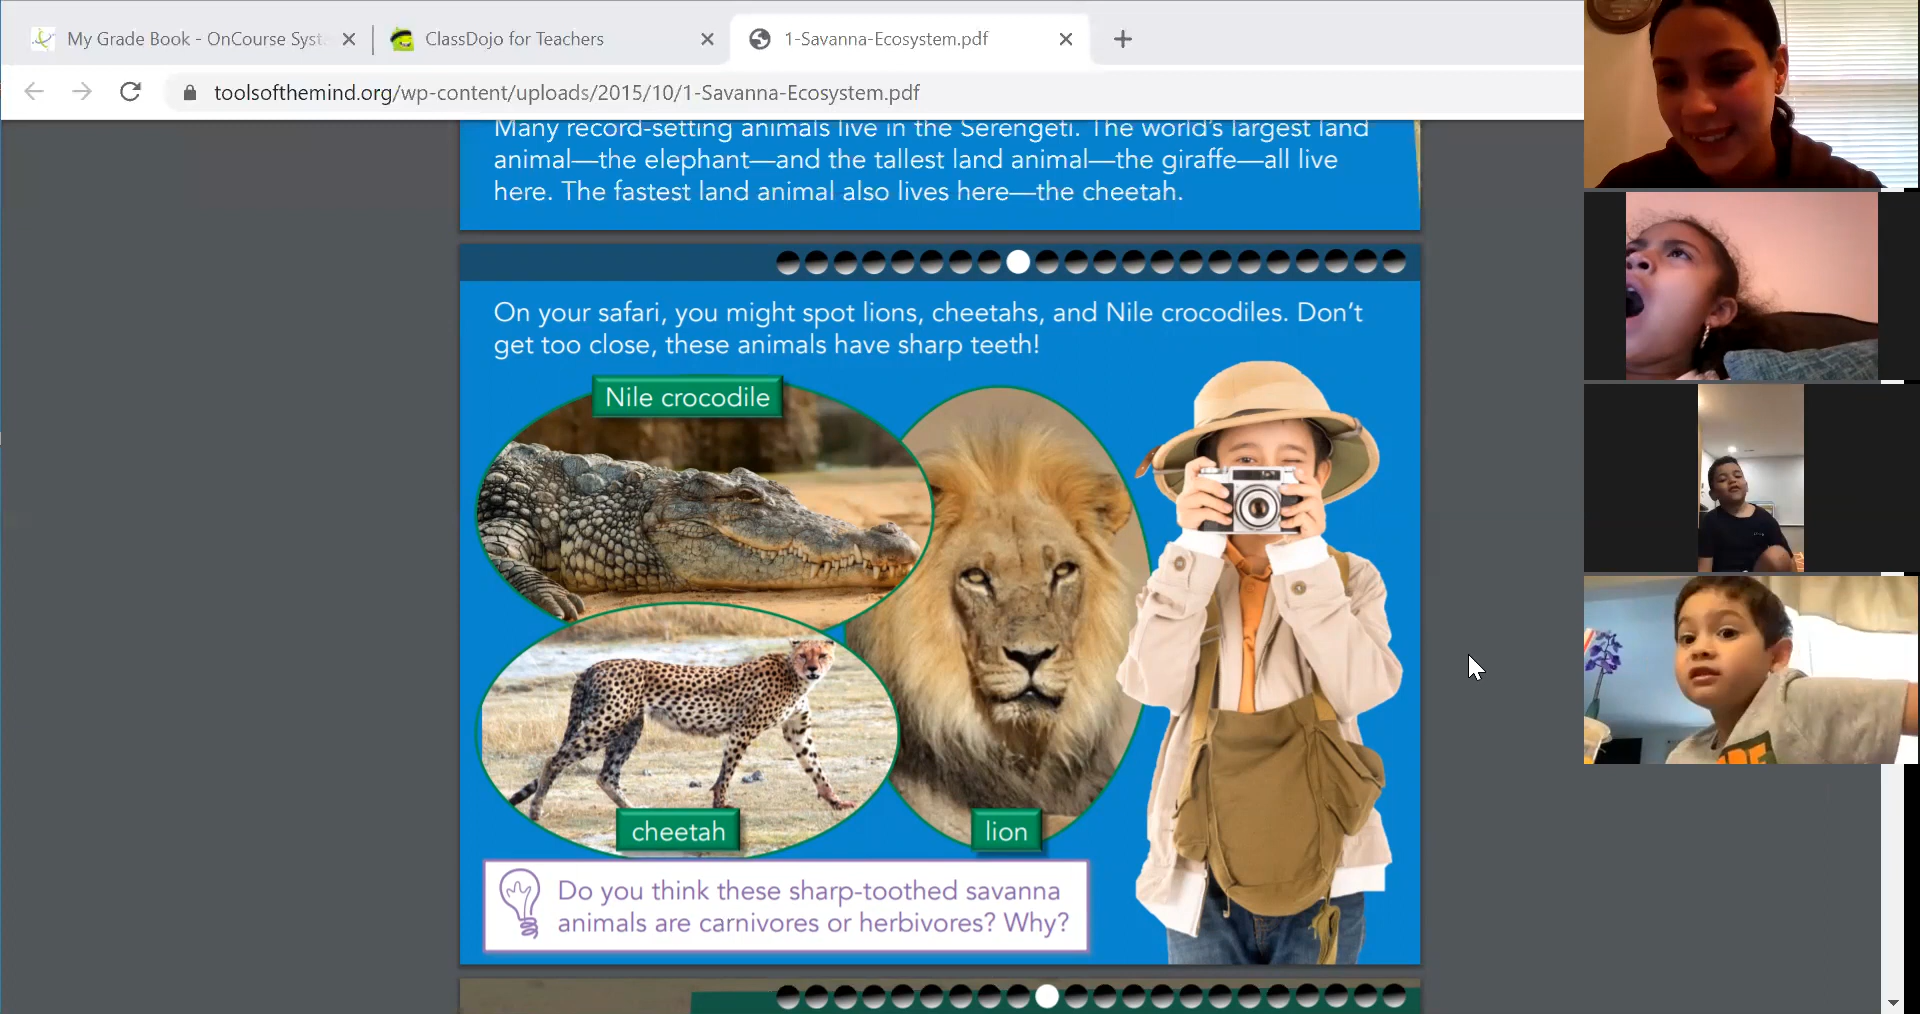 My Grade Book - OnCourse Syst
ClassDojo for Teachers
1-Savanna-Ecosystem.pdf
toolsofthemind.org/wp-content/uploads/2015/10/1-Savanna-Ecosystem.pdf
Many record-setting animals live in the Serengeti. The world's largest land
animal—the elephant—and the tallest land animal—the giraffe—all live
here. The fastest land animal also lives here—the cheetah.
On your safari, you might spot lions, cheetahs, and Nile crocodiles. Don't
get too close, these animals have sharp teeth!
Nile crocodile
cheetah
lion
Do you think these sharp-toothed savanna
animals are carnivores or herbivores? Why?